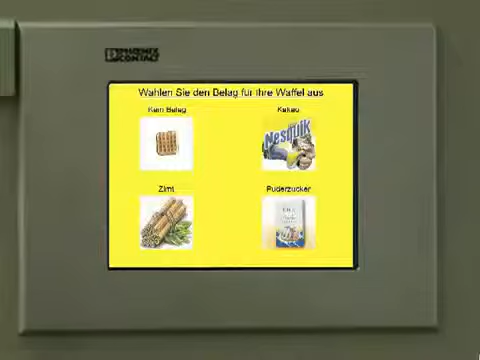 PHOENIX
CONTACT
Wählen Sie den Belag für Ihre Waffel aus
Kein Belag
Kakao
Nesquik
Zimt
Puderzucker